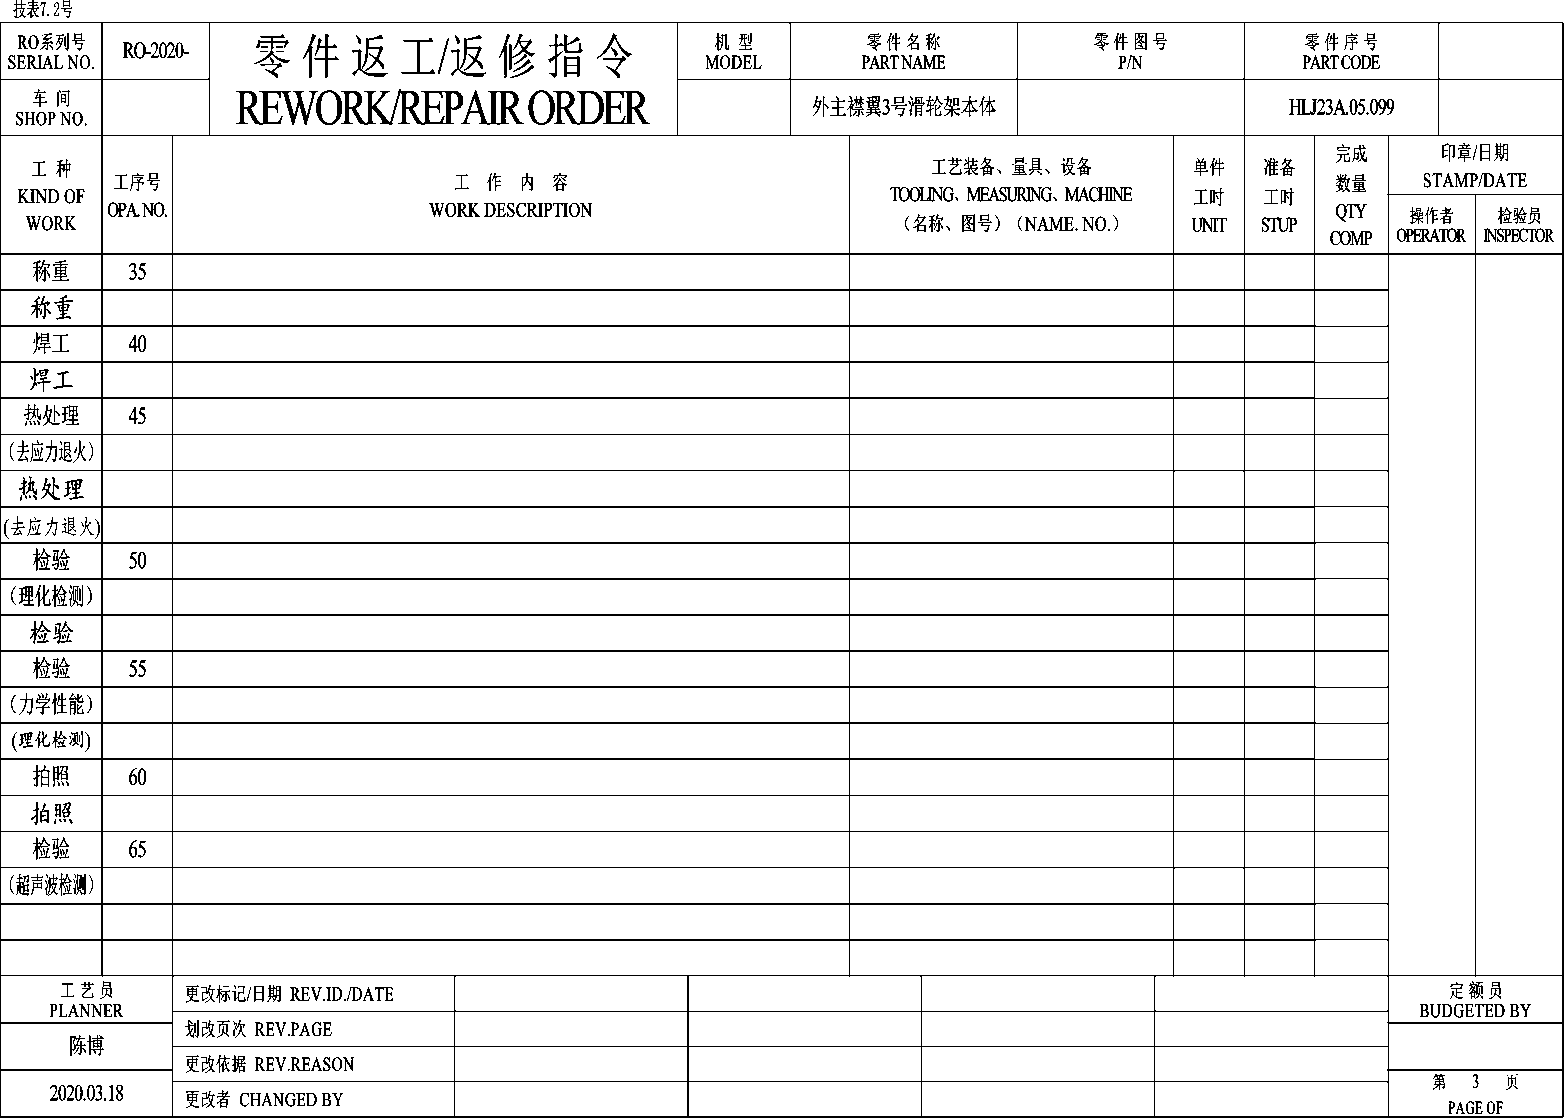 技表7.2号
RO系列号
SERIAL NO.
RO-2020-
零件返工/返修指令
REWORK/REPAIR ORDER
机型
MODEL
零件名称
PART NAME
零件图号
P/N
零件序号
PART CODE
车间
SHOP NO.
外主襟翼3号滑轮架本体
HLJ23A.05.099
工种
KIND OF
WORK
工序号
OPA. NO.
工作内容
WORK DESCRIPTION
工艺装备、量具、设备
TOOLING、MEASURING、MACHINE
（名称、图号）（NAME. NO.）
单件
工时
UNIT
准备
工时
STUP
完成
数量
QTY
COMP
印章/日期
STAMP/DATE
操作者
OPERATOR
检验员
INSPECTOR
称重 35
称重
焊工 40
焊工
热处理 45
（去应力退火）
热处理
(去应力退火)
检验 50
（理化检测）
检验
检验 55
（力学性能）
(理化检测)
拍照 60
拍照
检验 65
（超声波检测）
工艺员
PLANNER
陈博
2020.03.18
更改标记/日期 REV.ID./DATE
划改页次 REV.PAGE
更改依据 REV.REASON
更改者 CHANGED BY
定额员
BUDGETED BY
第 3 页
PAGE OF